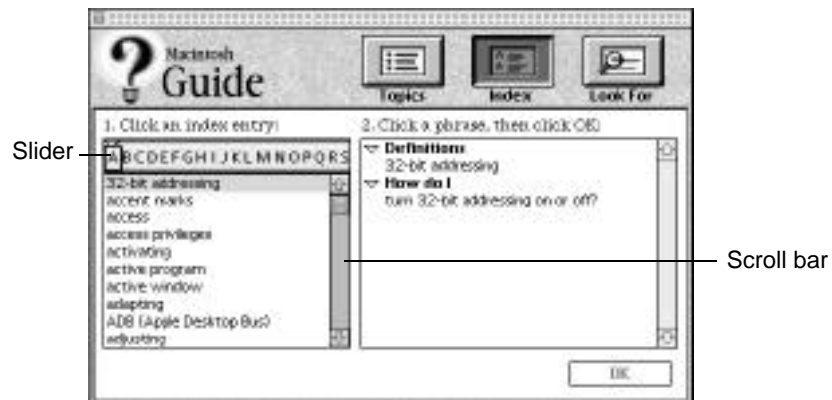 Macintosh
Guide
Topics
Index
Look For
1. Click an index entry:
2. Click a phrase, then click OK:
Slider
ABCDEFGHIJKLMNOPQRS
32-bit addressing
accent marks
access
access privileges
activating
active program
active window
adapting
ADB (Apple Desktop Bus)
adjusting
Definitions
32-bit addressing
How do I
turn 32-bit addressing on or off?
Scroll bar
OK